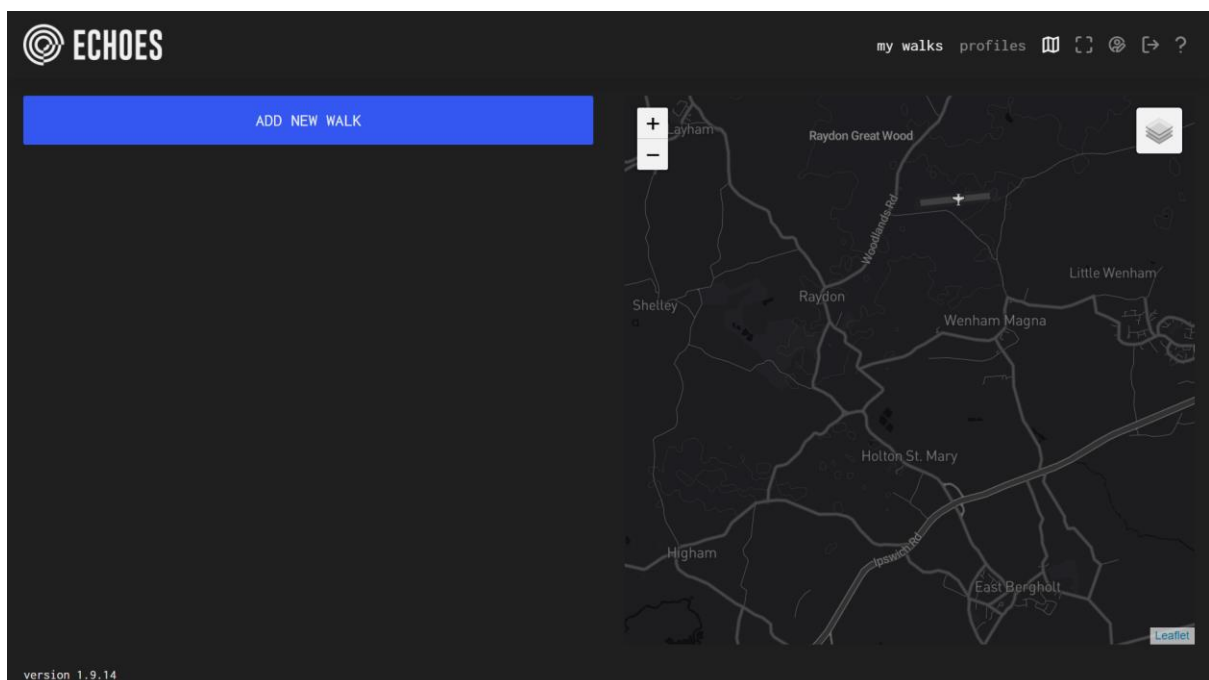 ECHOES
my walks profiles ?
ADD NEW WALK
+
−
Layham
Raydon Great Wood
Woodlands Rd
Little Wenham
Shelley
Raydon
Wenham Magna
Holton St. Mary
Ipswich Rd
Higham
East Bergholt
Leaflet
version 1.9.14